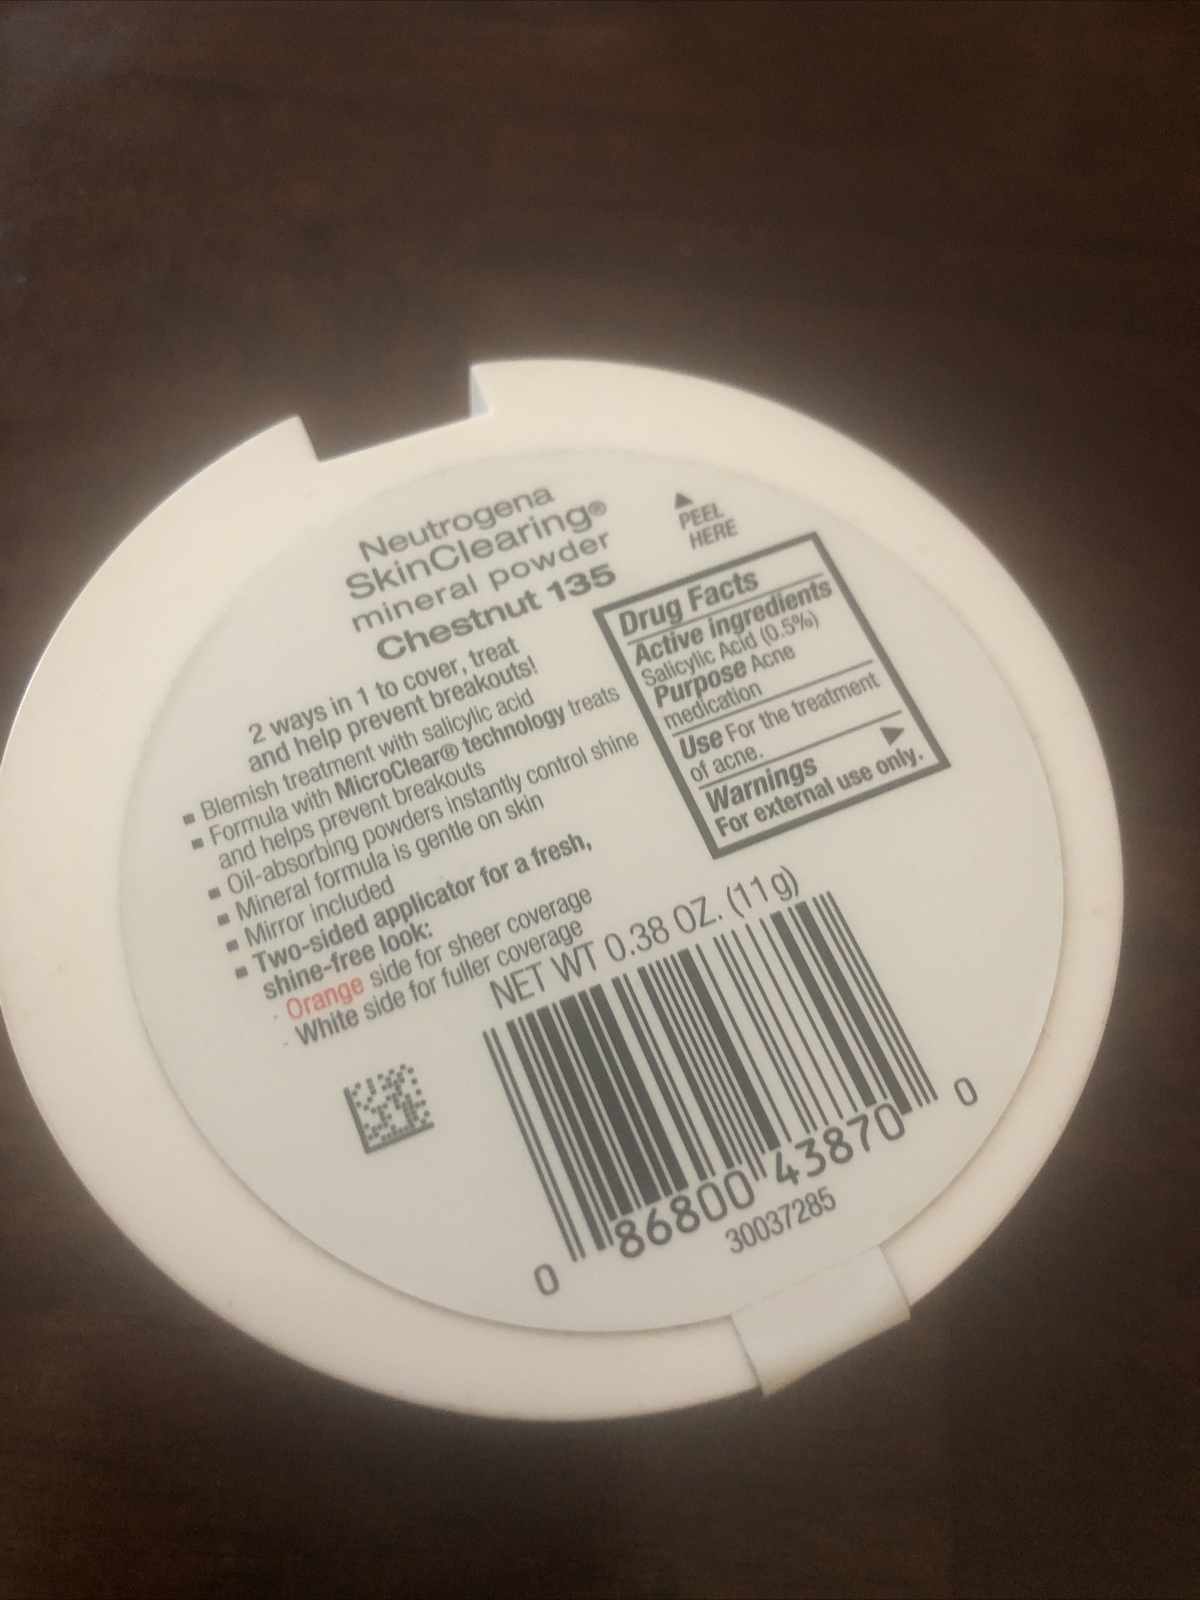 Neutrogena
SkinClearing®
mineral powder
Chestnut 135
2 ways in 1 to cover, treat
and help prevent breakouts!
▪ Blemish treatment with salicylic acid
▪ Formula with MicroClear® technology treats
and helps prevent breakouts
▪ Oil-absorbing powders instantly control shine
▪ Mineral formula is gentle on skin
▪ Mirror included
▪ Two-sided applicator for a fresh,
shine-free look:
· Orange side for sheer coverage
· White side for fuller coverage
▲
PEEL
HERE
Drug Facts
Active ingredients
Salicylic Acid (0.5%)
Purpose Acne
medication
Use For the treatment
of acne.
Warnings ▶
For external use only.
NET WT 0.38 OZ. (11 g)
0 86800 43870 0
30037285